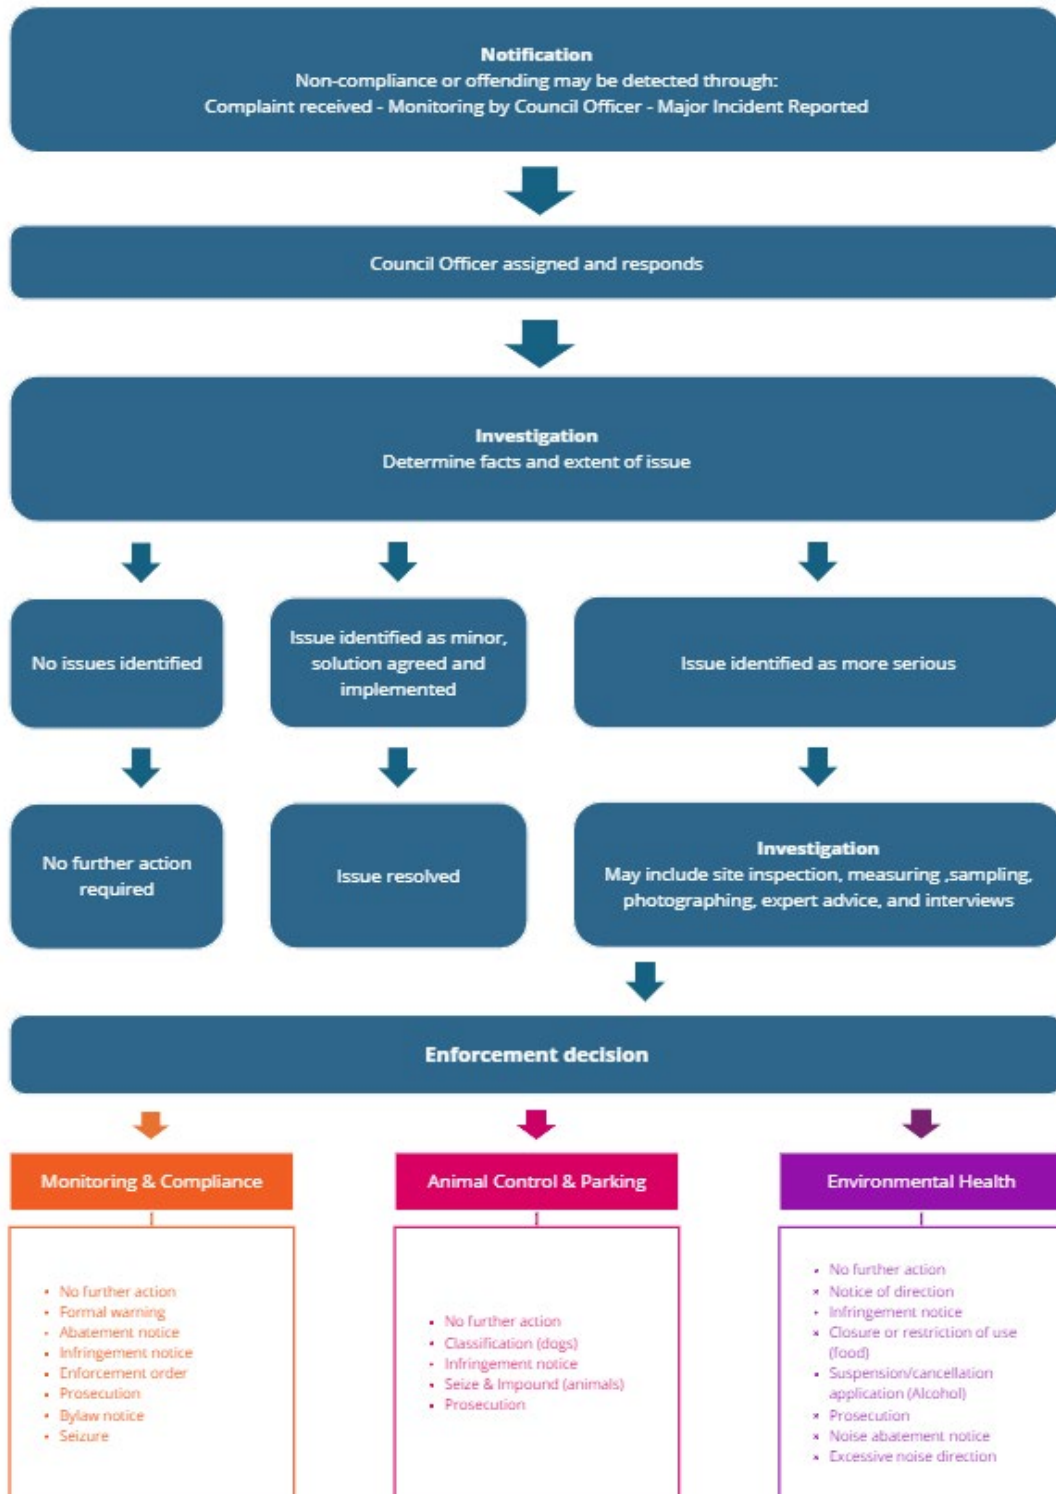 Notification
Non-compliance or offending may be detected through:
Complaint received - Monitoring by Council Officer - Major Incident Reported
Council Officer assigned and responds
Investigation
Determine facts and extent of issue
No issues identified
Issue identified as minor,
solution agreed and
implemented
Issue identified as more serious
No further action
required
Issue resolved
Investigation
May include site inspection, measuring ,sampling,
photographing, expert advice, and interviews
Enforcement decision
Monitoring & Compliance
• No further action
• Formal warning
• Abatement notice
• Infringement notice
• Enforcement order
• Prosecution
• Bylaw notice
• Seizure
Animal Control & Parking
• No further action
• Classification (dogs)
• Infringement notice
• Seize & Impound (animals)
• Prosecution
Environmental Health
• No further action
• Notice of direction
• Infringement notice
• Closure or restriction of use
(food)
• Suspension/cancellation
application (Alcohol)
• Prosecution
• Noise abatement notice
• Excessive noise direction